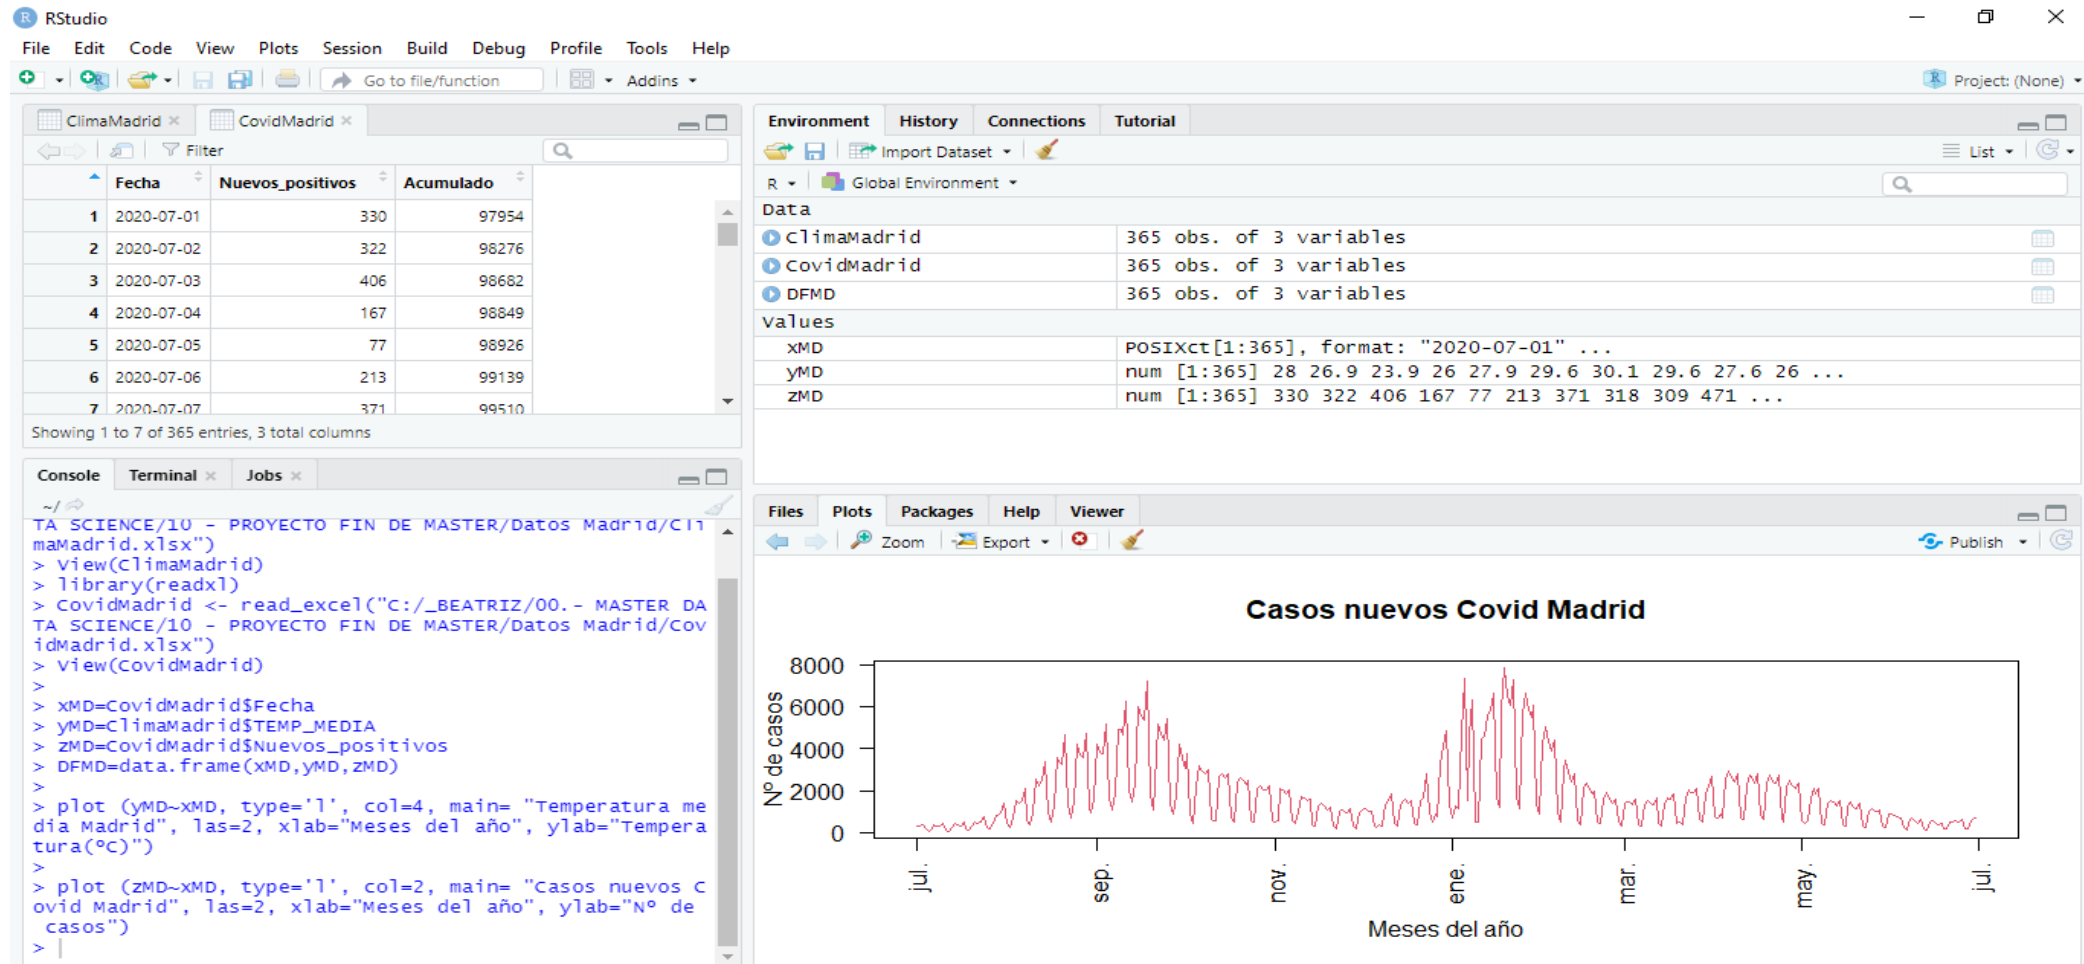 RStudio
File Edit Code View Plots Session Build Debug Profile Tools Help
Go to file/function Addins
Project: (None)
ClimaMadrid CovidMadrid
Filter
Fecha Nuevos_positivos Acumulado
1 2020-07-01 330 97954
2 2020-07-02 322 98276
3 2020-07-03 406 98682
4 2020-07-04 167 98849
5 2020-07-05 77 98926
6 2020-07-06 213 99139
7 2020-07-07 371 99510
Showing 1 to 7 of 365 entries, 3 total columns
Console Terminal Jobs
~/
TA SCIENCE/10 - PROYECTO FIN DE MASTER/Datos Madrid/Cli
maMadrid.xlsx")
> View(ClimaMadrid)
> library(readxl)
> CovidMadrid <- read_excel("C:/_BEATRIZ/00.- MASTER DA
TA SCIENCE/10 - PROYECTO FIN DE MASTER/Datos Madrid/Cov
idMadrid.xlsx")
> View(CovidMadrid)
>
> xMD=CovidMadrid$Fecha
> yMD=ClimaMadrid$TEMP_MEDIA
> zMD=CovidMadrid$Nuevos_positivos
> DFMD=data.frame(xMD,yMD,zMD)
>
> plot (yMD~xMD, type='l', col=4, main= "Temperatura me
dia Madrid", las=2, xlab="Meses del año", ylab="Tempera
tura(ºC)")
>
> plot (zMD~xMD, type='l', col=2, main= "Casos nuevos C
ovid Madrid", las=2, xlab="Meses del año", ylab="Nº de
casos")
>
Environment History Connections Tutorial
Import Dataset
List
R Global Environment
Data
ClimaMadrid 365 obs. of 3 variables
CovidMadrid 365 obs. of 3 variables
DFMD 365 obs. of 3 variables
Values
xMD POSIXct[1:365], format: "2020-07-01" ...
yMD num [1:365] 28 26.9 23.9 26 27.9 29.6 30.1 29.6 27.6 26 ...
zMD num [1:365] 330 322 406 167 77 213 371 318 309 471 ...
Files Plots Packages Help Viewer
Zoom Export
Publish
Casos nuevos Covid Madrid
Nº de casos
8000
6000
4000
2000
0
jul. sep. nov. ene. mar. may. jul.
Meses del año